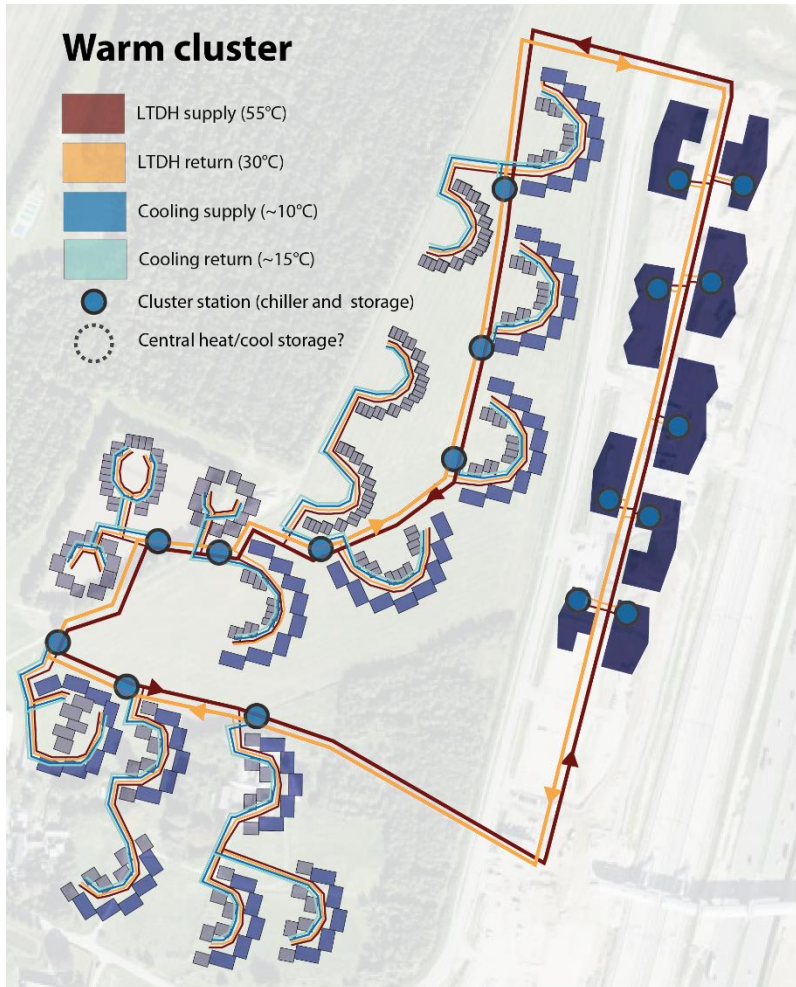 Warm cluster
LTDH supply (55°C)
LTDH return (30°C)
Cooling supply (~10°C)
Cooling return (~15°C)
Cluster station (chiller and storage)
Central heat/cool storage?